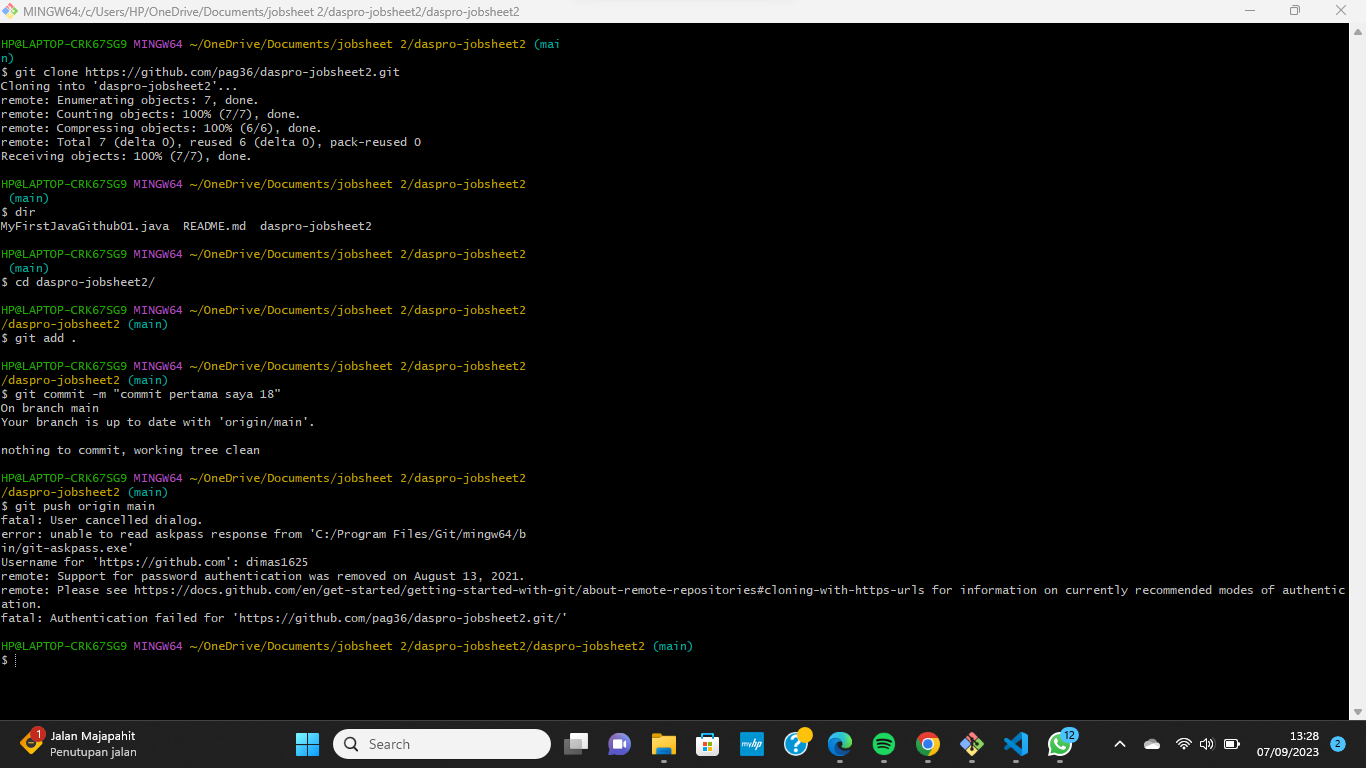 MINGW64:/c/Users/HP/OneDrive/Documents/jobsheet 2/daspro-jobsheet2/daspro-jobsheet2
HP@LAPTOP-CRK67SG9 MINGW64 ~/OneDrive/Documents/jobsheet 2/daspro-jobsheet2 (mai
n)
$ git clone https://github.com/pag36/daspro-jobsheet2.git
Cloning into 'daspro-jobsheet2'...
remote: Enumerating objects: 7, done.
remote: Counting objects: 100% (7/7), done.
remote: Compressing objects: 100% (6/6), done.
remote: Total 7 (delta 0), reused 6 (delta 0), pack-reused 0
Receiving objects: 100% (7/7), done.
HP@LAPTOP-CRK67SG9 MINGW64 ~/OneDrive/Documents/jobsheet 2/daspro-jobsheet2
(main)
$ dir
MyFirstJavaGithub01.java  README.md  daspro-jobsheet2
HP@LAPTOP-CRK67SG9 MINGW64 ~/OneDrive/Documents/jobsheet 2/daspro-jobsheet2
(main)
$ cd daspro-jobsheet2/
HP@LAPTOP-CRK67SG9 MINGW64 ~/OneDrive/Documents/jobsheet 2/daspro-jobsheet2
/daspro-jobsheet2 (main)
$ git add .
HP@LAPTOP-CRK67SG9 MINGW64 ~/OneDrive/Documents/jobsheet 2/daspro-jobsheet2
/daspro-jobsheet2 (main)
$ git commit -m "commit pertama saya 18"
On branch main
Your branch is up to date with 'origin/main'.
nothing to commit, working tree clean
HP@LAPTOP-CRK67SG9 MINGW64 ~/OneDrive/Documents/jobsheet 2/daspro-jobsheet2
/daspro-jobsheet2 (main)
$ git push origin main
fatal: User cancelled dialog.
error: unable to read askpass response from 'C:/Program Files/Git/mingw64/b
in/git-askpass.exe'
Username for 'https://github.com': dimas1625
remote: Support for password authentication was removed on August 13, 2021.
remote: Please see https://docs.github.com/en/get-started/getting-started-with-git/about-remote-repositories#cloning-with-https-urls for information on currently recommended modes of authentic
ation.
fatal: Authentication failed for 'https://github.com/pag36/daspro-jobsheet2.git/'
HP@LAPTOP-CRK67SG9 MINGW64 ~/OneDrive/Documents/jobsheet 2/daspro-jobsheet2/daspro-jobsheet2 (main)
$
1
Jalan Majapahit
Penutupan jalan
Search
myhp
12
13:28
07/09/2023
2